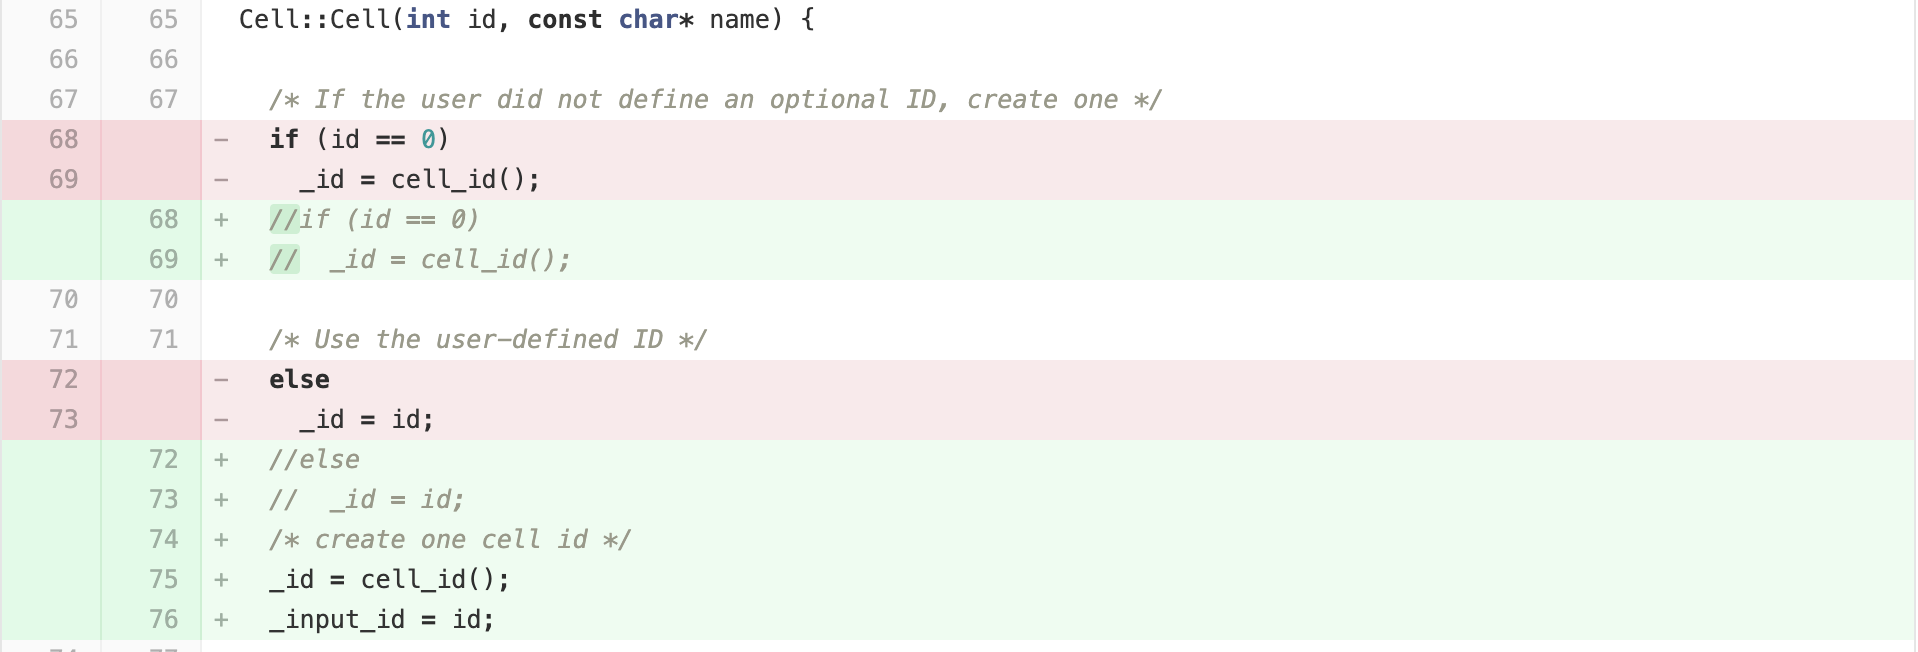 65 65 Cell::Cell(int id, const char* name) {
66 66
67 67 /* If the user did not define an optional ID, create one */
68 - if (id == 0)
69 - _id = cell_id();
68 + //if (id == 0)
69 + // _id = cell_id();
70 70
71 71 /* Use the user-defined ID */
72 - else
73 - _id = id;
72 + //else
73 + // _id = id;
74 + /* create one cell id */
75 + _id = cell_id();
76 + _input_id = id;